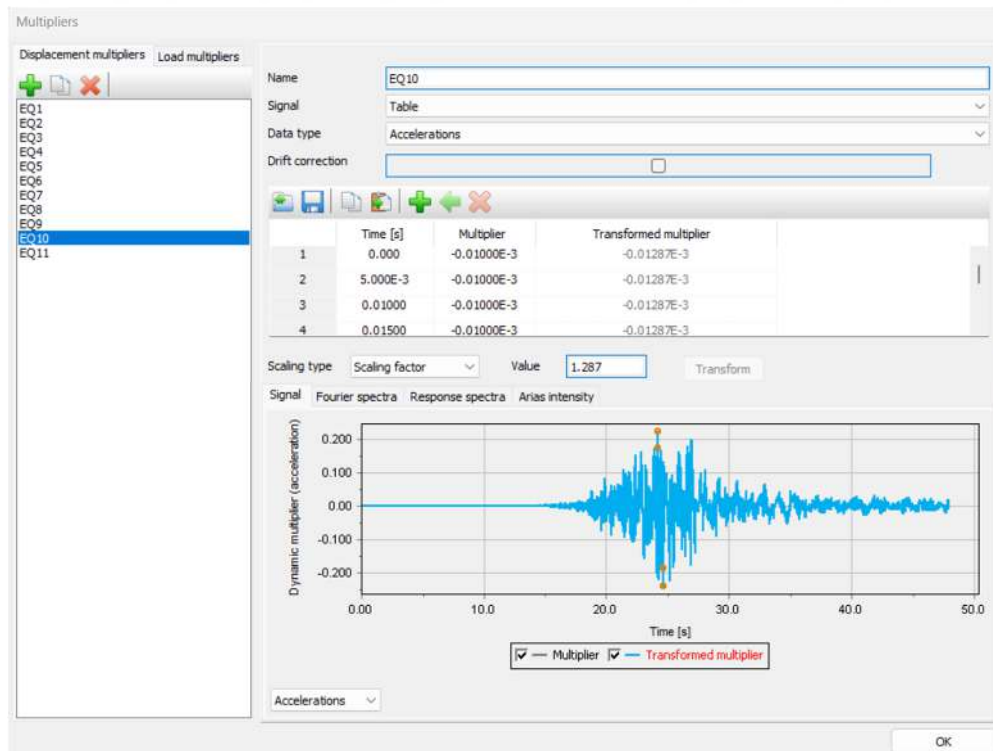 Multipliers
Displacement multipliers Load multipliers
EQ1
EQ2
EQ3
EQ4
EQ5
EQ6
EQ7
EQ8
EQ9
EQ10
EQ11
Name EQ10
Signal Table
Data type Accelerations
Drift correction
Time [s] Multiplier Transformed multiplier
1 0.000 -0.01000E-3 -0.01287E-3
2 5.000E-3 -0.01000E-3 -0.01287E-3
3 0.01000 -0.01000E-3 -0.01287E-3
4 0.01500 -0.01000E-3 -0.01287E-3
Scaling type Scaling factor Value 1.287 Transform
Signal Fourier spectra Response spectra Arias intensity
Dynamic multiplier (acceleration)
0.200
0.100
0.00
-0.100
-0.200
0.00 10.0 20.0 30.0 40.0 50.0
Time [s]
Multiplier Transformed multiplier
Accelerations
OK